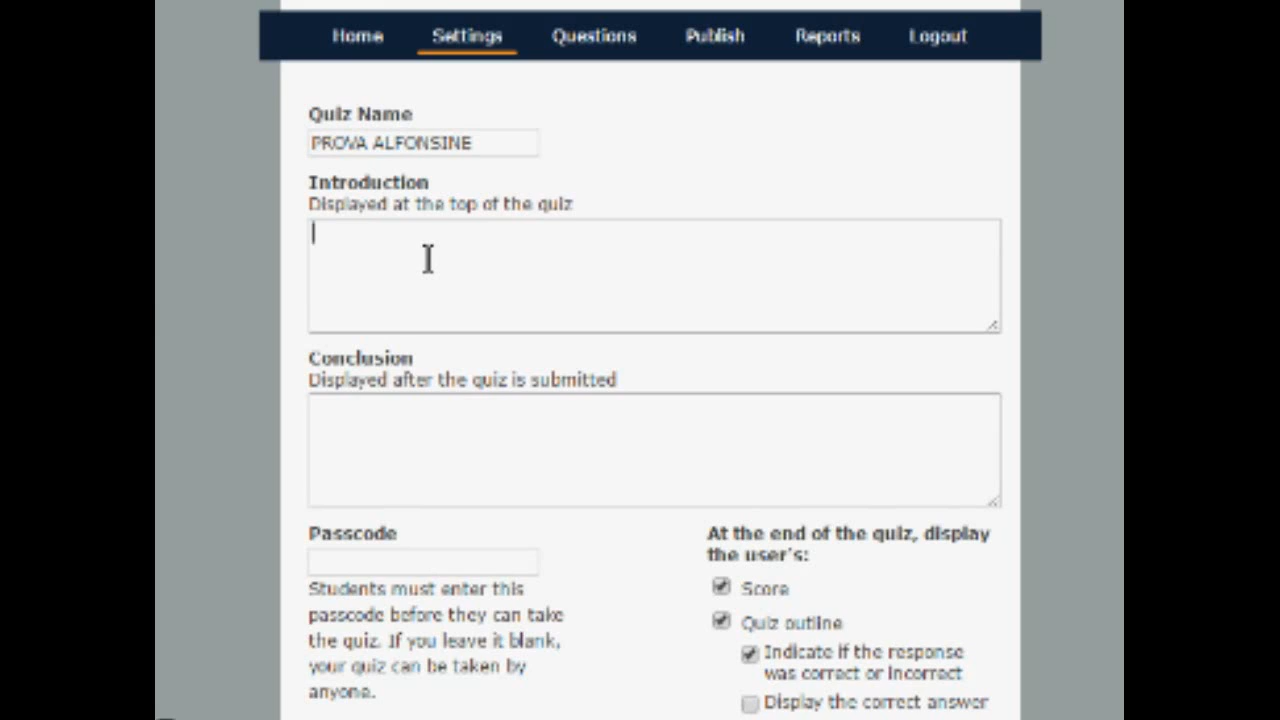 Home Settings Questions Publish Reports Logout
Quiz Name
PROVA ALFONSINE
Introduction
Displayed at the top of the quiz
Conclusion
Displayed after the quiz is submitted
Passcode
Students must enter this
passcode before they can take
the quiz. If you leave it blank,
your quiz can be taken by
anyone.
At the end of the quiz, display
the user's:
Score
Quiz outline
Indicate if the response
was correct or incorrect
Display the correct answer